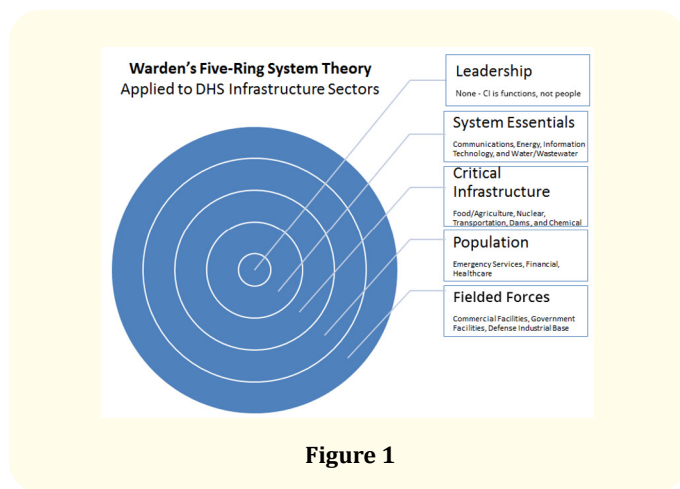 Warden's Five-Ring System Theory
Applied to DHS Infrastructure Sectors
Leadership
None - CI is functions, not people
System Essentials
Communications, Energy, Information
Technology, and Water/Wastewater
Critical
Infrastructure
Food/Agriculture, Nuclear,
Transportation, Dams, and Chemical
Population
Emergency Services, Financial,
Healthcare
Fielded Forces
Commercial Facilities, Government
Facilities, Defense Industrial Base
Figure 1